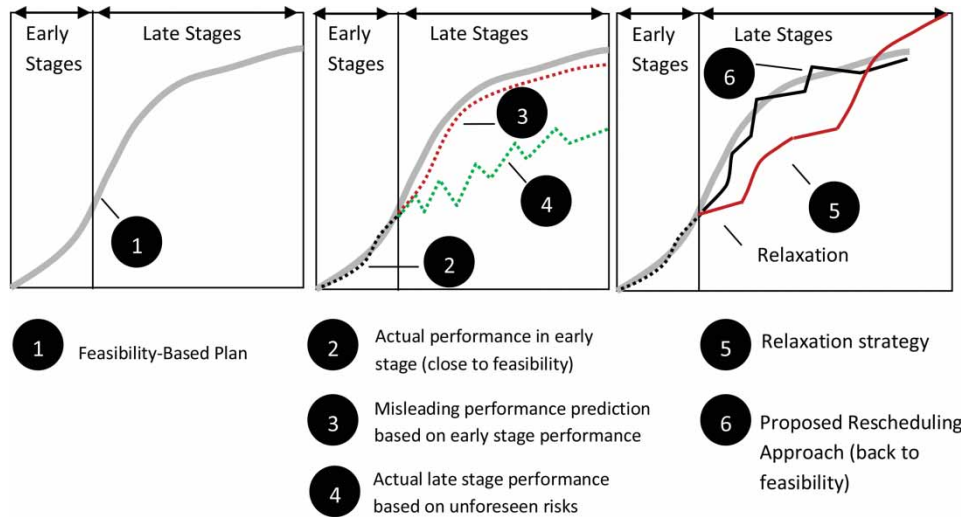 Early
Stages
Late Stages
1
Early
Stages
Late Stages
3
4
2
Early
Stages
Late Stages
6
5
Relaxation
1
Feasibility-Based Plan
2
Actual performance in early
stage (close to feasibility)
3
Misleading performance prediction
based on early stage performance
4
Actual late stage performance
based on unforeseen risks
5
Relaxation strategy
6
Proposed Rescheduling
Approach (back to
feasibility)